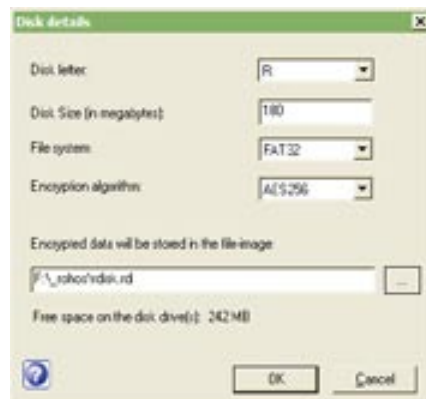 Disk details
Disk letter: R
Disk Size (in megabytes): 180
File system: FAT32
Encryption algorithm: AES256
Encrypted data will be stored in the file-image
F:\_rohos\rdisk.rd ...
Free space on the disk drive(s): 242 MB
OK Cancel